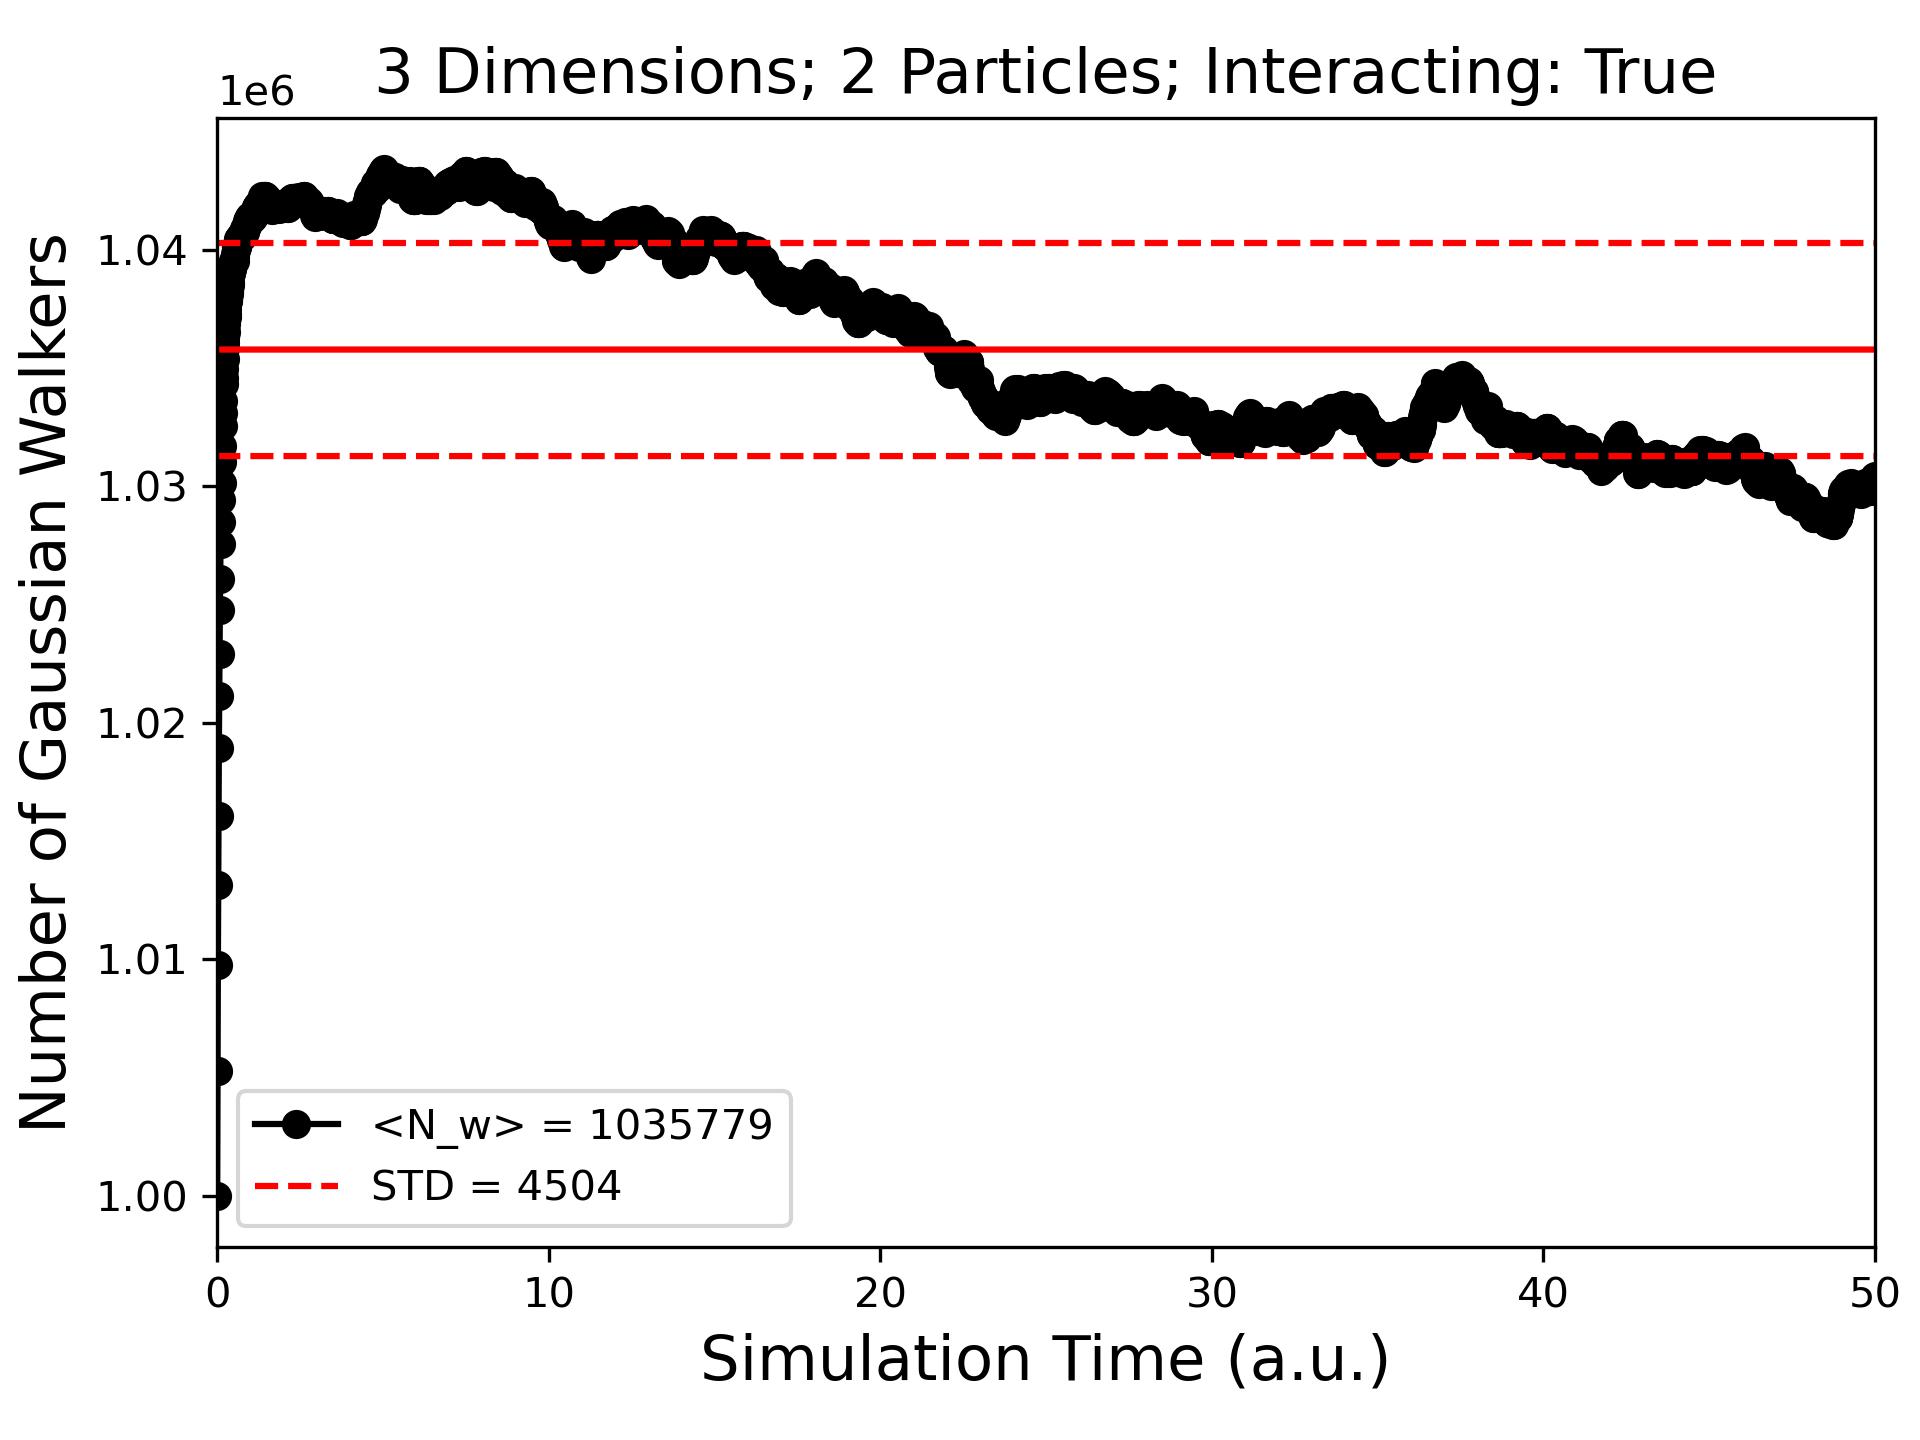 3 Dimensions; 2 Particles; Interacting: True
1e6
Number of Gaussian Walkers
1.04
1.03
1.02
1.01
1.00
<N_w> = 1035779
STD = 4504
0 10 20 30 40 50
Simulation Time (a.u.)